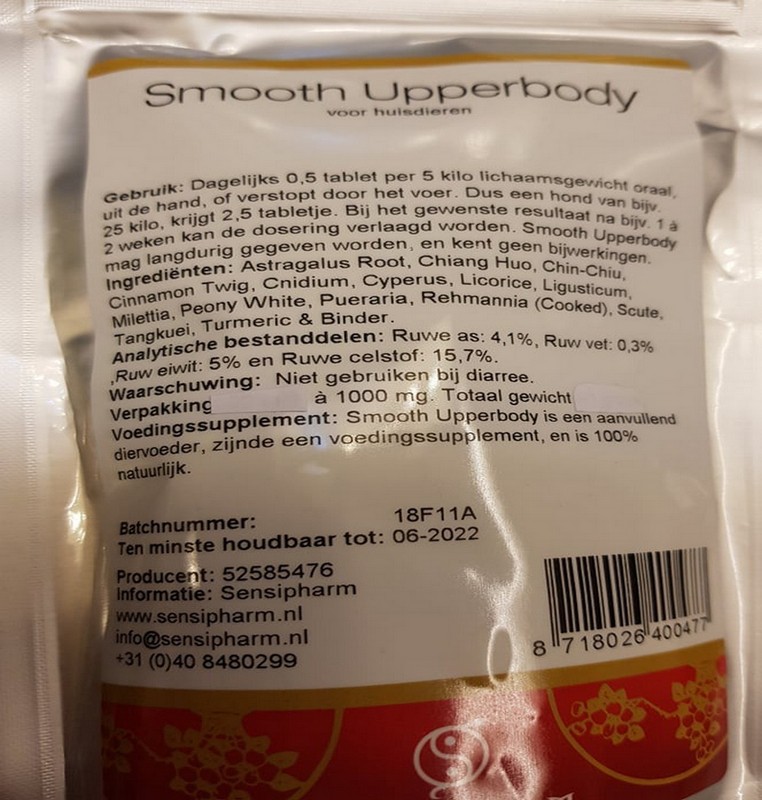 Smooth Upperbody
voor huisdieren
Gebruik: Dagelijks 0,5 tablet per 5 kilo lichaamsgewicht oraal,
uit de hand, of verstopt door het voer. Dus een hond van bijv.
25 kilo, krijgt 2,5 tabletje. Bij het gewenste resultaat na bijv. 1 à
2 weken kan de dosering verlaagd worden. Smooth Upperbody
mag langdurig gegeven worden, en kent geen bijwerkingen.
Ingrediënten: Astragalus Root, Chiang Huo, Chin-Chiu,
Cinnamon Twig, Cnidium, Cyperus, Licorice, Ligusticum,
Milettia, Peony White, Pueraria, Rehmannia (Cooked), Scute,
Tangkuei, Turmeric & Binder.
Analytische bestanddelen: Ruwe as: 4,1%, Ruw vet: 0,3%
,Ruw eiwit: 5% en Ruwe celstof: 15,7%.
Waarschuwing: Niet gebruiken bij diarree.
Verpakking à 1000 mg. Totaal gewicht
Voedingssupplement: Smooth Upperbody is een aanvullend
diervoeder, zijnde een voedingssupplement, en is 100%
natuurlijk.
Batchnummer: 18F11A
Ten minste houdbaar tot: 06-2022
Producent: 52585476
Informatie: Sensipharm
www.sensipharm.nl
info@sensipharm.nl
+31 (0)40 8480299
8 718026 400477